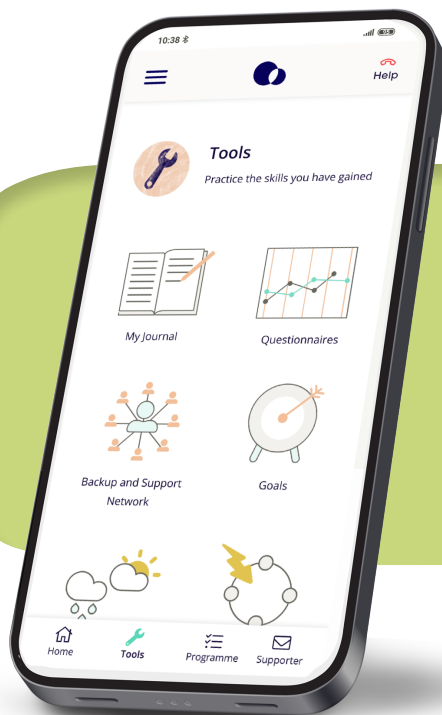 10:38
Help
Tools
Practice the skills you have gained
My Journal
Questionnaires
Backup and Support
Network
Goals
Home
Tools
Programme
Supporter